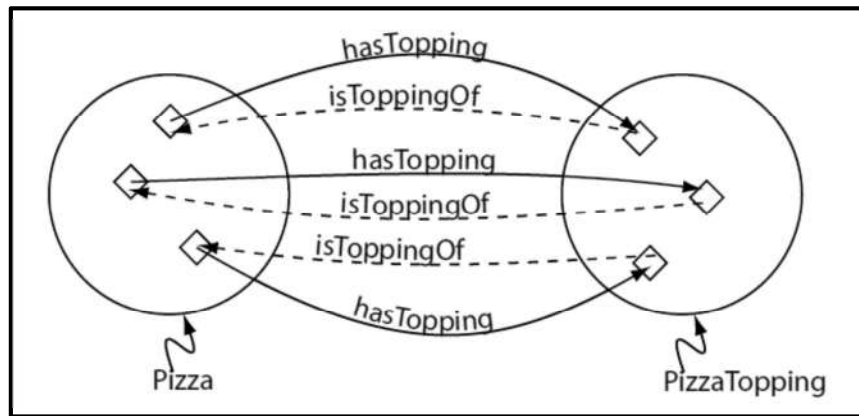 hasTopping
isToppingOf
hasTopping
isToppingOf
isToppingOf
hasTopping
Pizza
PizzaTopping